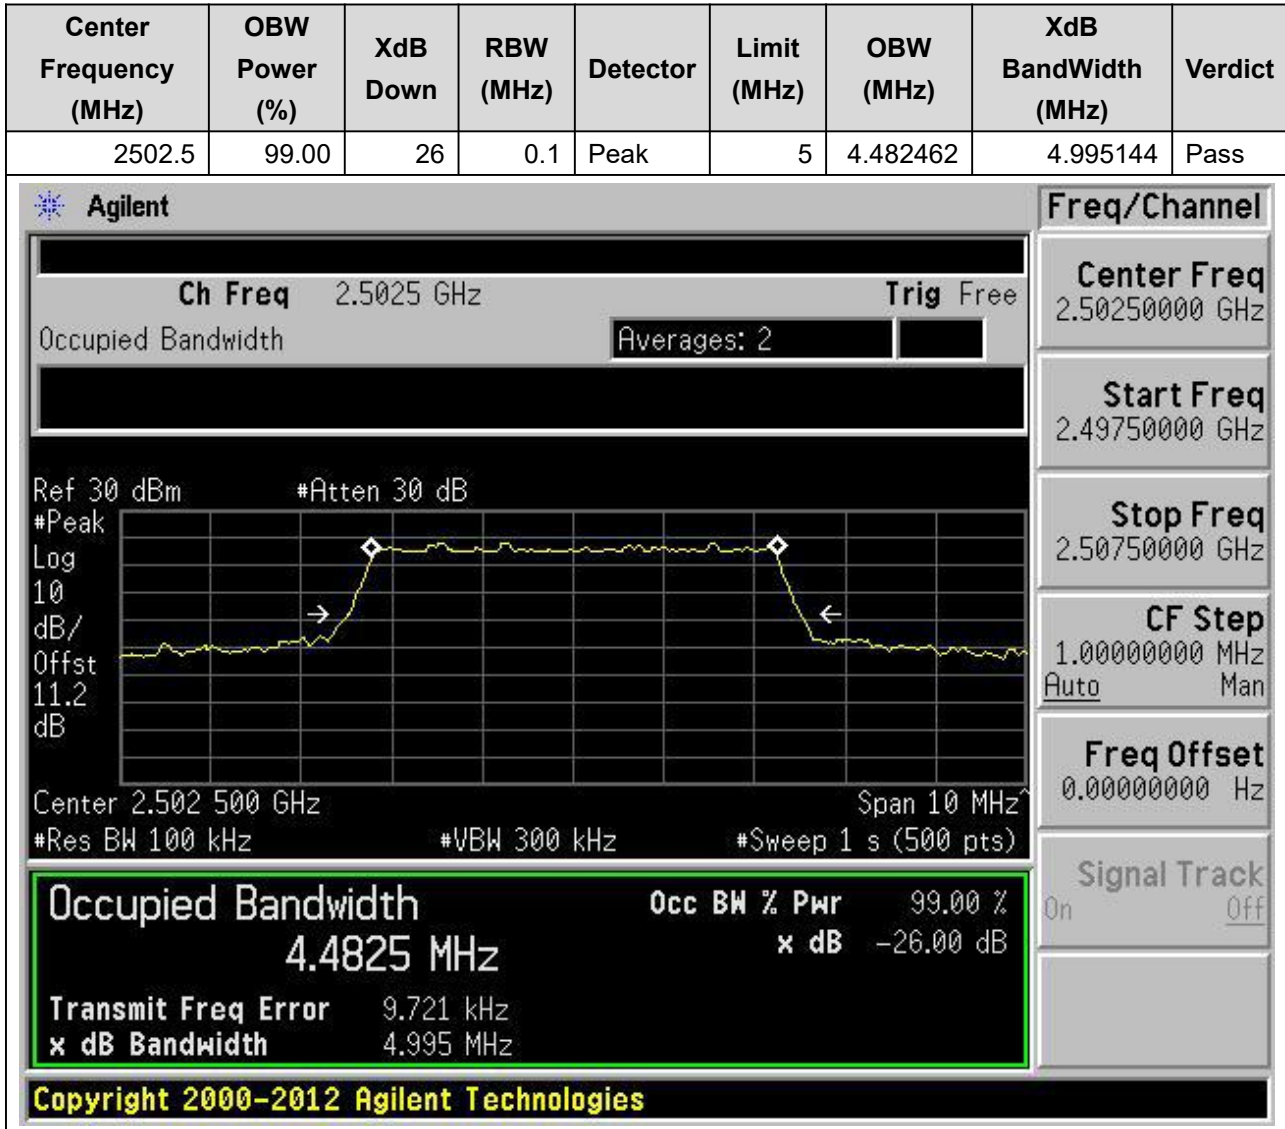 Center Frequency (MHz) OBW Power (%) XdB Down RBW (MHz) Detector Limit (MHz) OBW (MHz) XdB BandWidth (MHz) Verdict
2502.5 99.00 26 0.1 Peak 5 4.482462 4.995144 Pass
Agilent
Ch Freq 2.5025 GHz Trig Free
Occupied Bandwidth Averages: 2
Ref 30 dBm #Atten 30 dB
#Peak
Log
10
dB/
Offst
11.2
dB
Center 2.502 500 GHz Span 10 MHz^
#Res BW 100 kHz #VBW 300 kHz #Sweep 1 s (500 pts)
Occupied Bandwidth Occ BW % Pwr 99.00 %
4.4825 MHz x dB -26.00 dB
Transmit Freq Error 9.721 kHz
x dB Bandwidth 4.995 MHz
Copyright 2000-2012 Agilent Technologies
Freq/Channel
Center Freq
2.50250000 GHz
Start Freq
2.49750000 GHz
Stop Freq
2.50750000 GHz
CF Step
1.00000000 MHz
Auto Man
Freq Offset
0.00000000 Hz
Signal Track
On Off